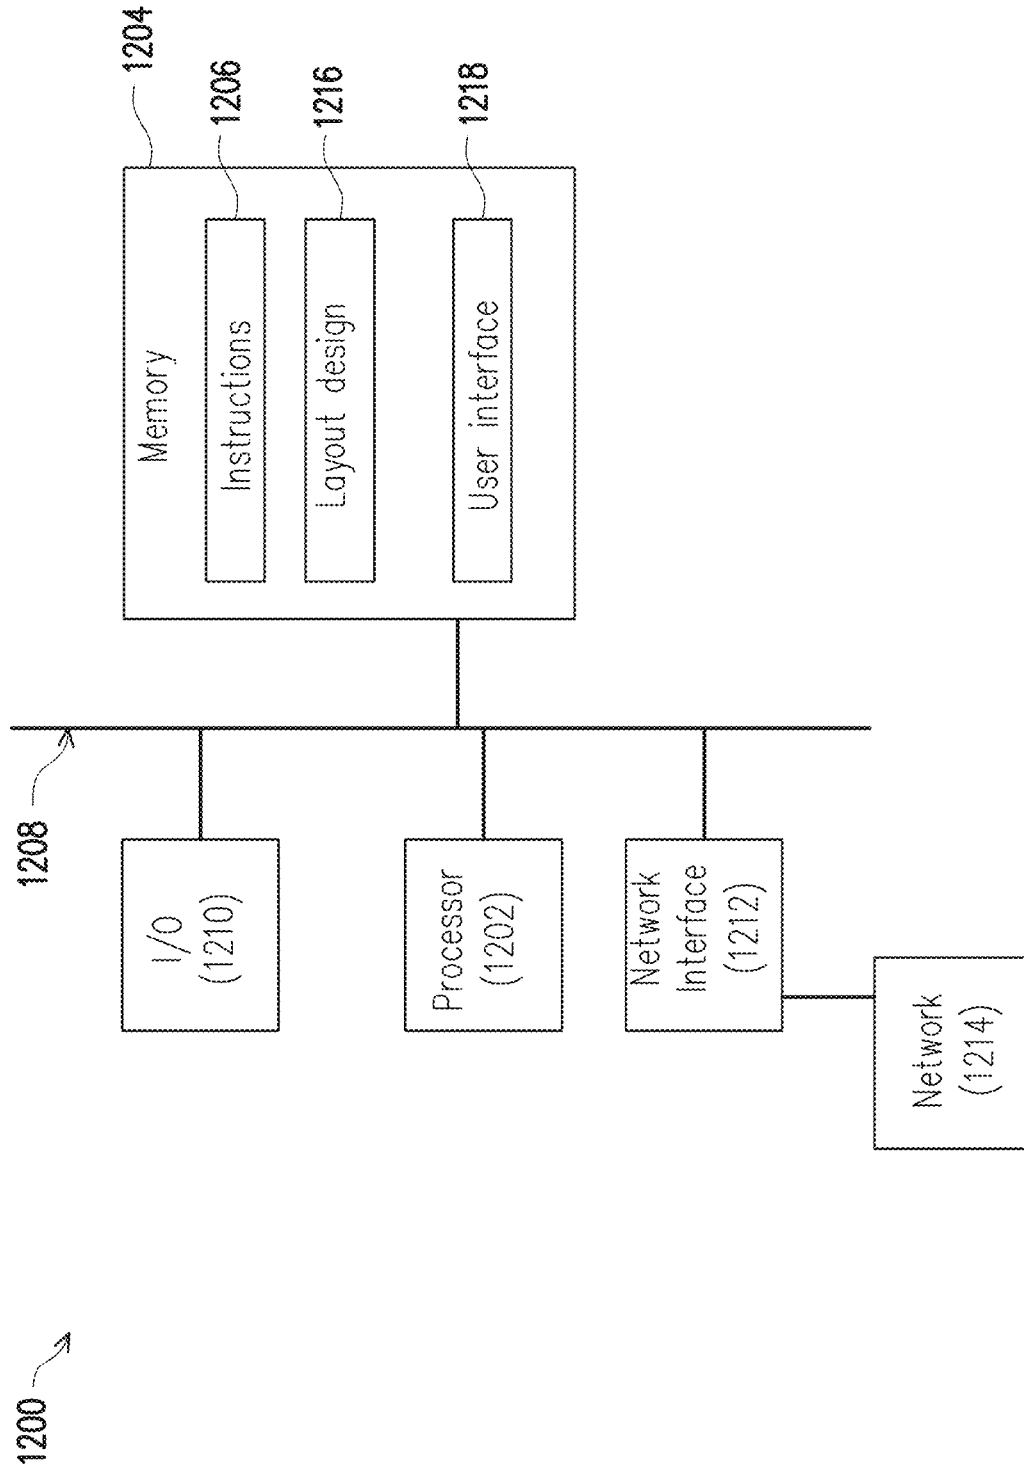 1200
1208
I/O
(1210)
Processor
(1202)
Network
Interface
(1212)
Network
(1214)
Memory
1204
Instructions
1206
Layout design
1216
User interface
1218